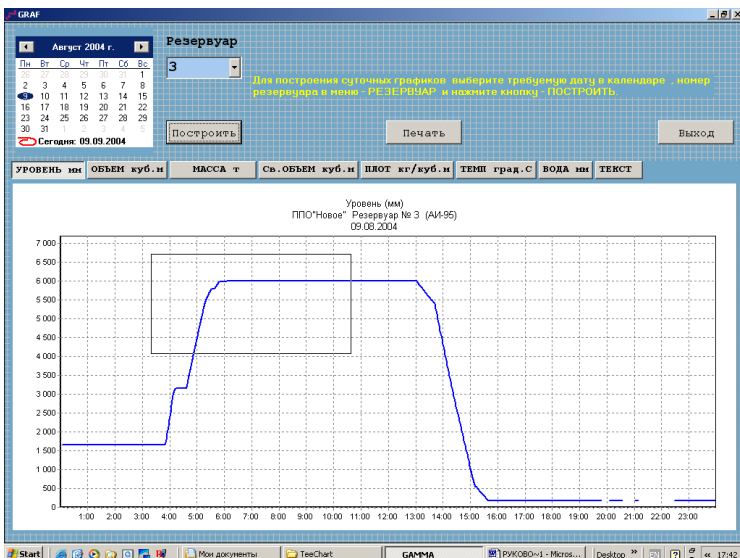 GRAF
Август 2004 г.
Пн Вт Ср Чт Пт Сб Вс
26 27 28 29 30 31 1
2 3 4 5 6 7 8
9 10 11 12 13 14 15
16 17 18 19 20 21 22
23 24 25 26 27 28 29
30 31 1 2 3 4 5
Сегодня: 09.09.2004
Резервуар
3
Для построения суточных графиков выберите требуемую дату в календаре , номер
резервуара в меню - РЕЗЕРВУАР и нажмите кнопку - ПОСТРОИТЬ.
Построить
Печать
Выход
УРОВЕНЬ мм ОБЪЕМ куб.м МАССА т Св.ОБЪЕМ куб.м ПЛОТ кг/куб.м ТЕМП град.С ВОДА мм ТЕКСТ
Уровень (мм)
ППО"Новое" Резервуар № 3 (АИ-95)
09.08.2004
7 000
6 500
6 000
5 500
5 000
4 500
4 000
3 500
3 000
2 500
2 000
1 500
1 000
500
0
1:00 2:00 3:00 4:00 5:00 6:00 7:00 8:00 9:00 10:00 11:00 12:00 13:00 14:00 15:00 16:00 17:00 18:00 19:00 20:00 21:00 22:00 23:00
Start Мои документы TeeChart GAMMA РУКОВО~1 - Micros... Desktop » EN « 17:42